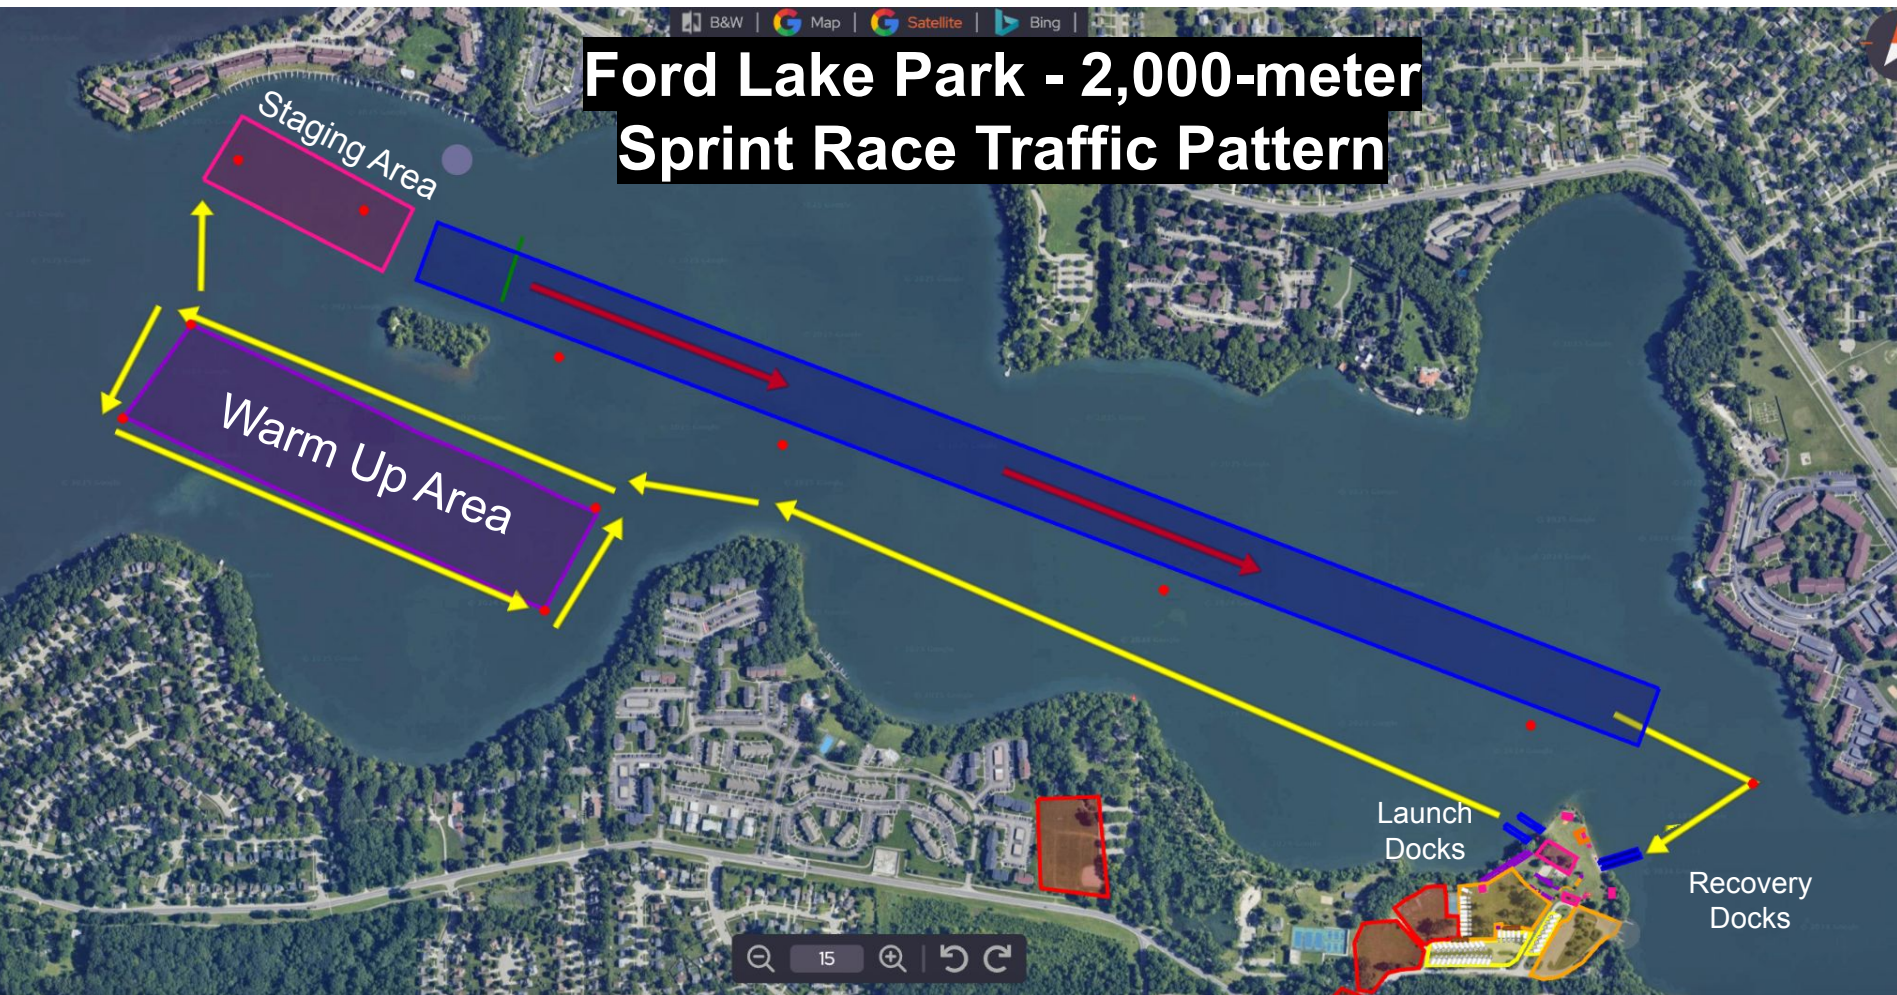 B&W | Map | Satellite | Bing |
Ford Lake Park - 2,000-meter
Sprint Race Traffic Pattern
Staging Area
Warm Up Area
Launch
Docks
Recovery
Docks
15